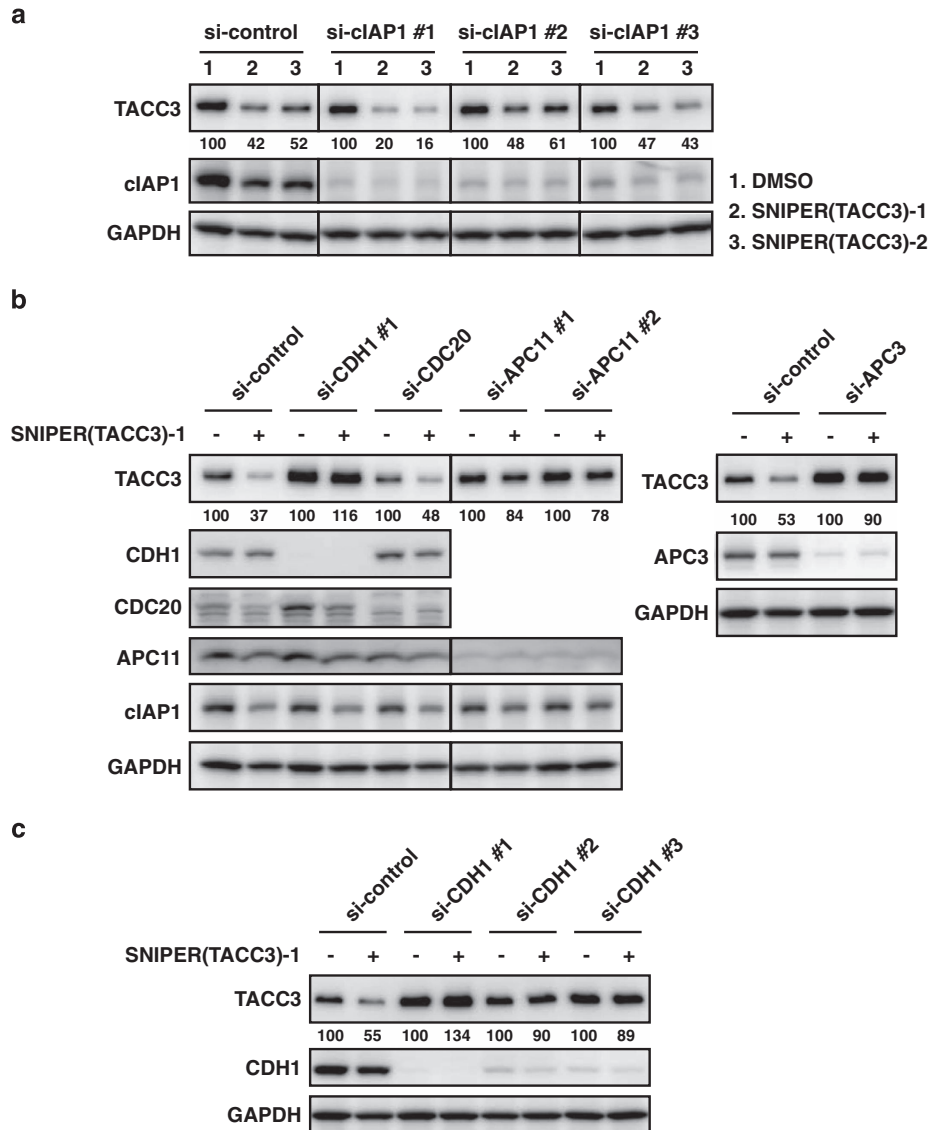 a
si-control si-cIAP1 #1 si-cIAP1 #2 si-cIAP1 #3
1 2 3 1 2 3 1 2 3 1 2 3
TACC3
100 42 52 100 20 16 100 48 61 100 47 43
cIAP1
GAPDH
1. DMSO
2. SNIPER(TACC3)-1
3. SNIPER(TACC3)-2
b
si-control si-CDH1 #1 si-CDC20 si-APC11 #1 si-APC11 #2
SNIPER(TACC3)-1 - + - + - + - + - +
TACC3
100 37 100 116 100 48 100 84 100 78
CDH1
CDC20
APC11
cIAP1
GAPDH
si-control si-APC3
- + - +
TACC3
100 53 100 90
APC3
GAPDH
c
si-control si-CDH1 #1 si-CDH1 #2 si-CDH1 #3
SNIPER(TACC3)-1 - + - + - + - +
TACC3
100 55 100 134 100 90 100 89
CDH1
GAPDH